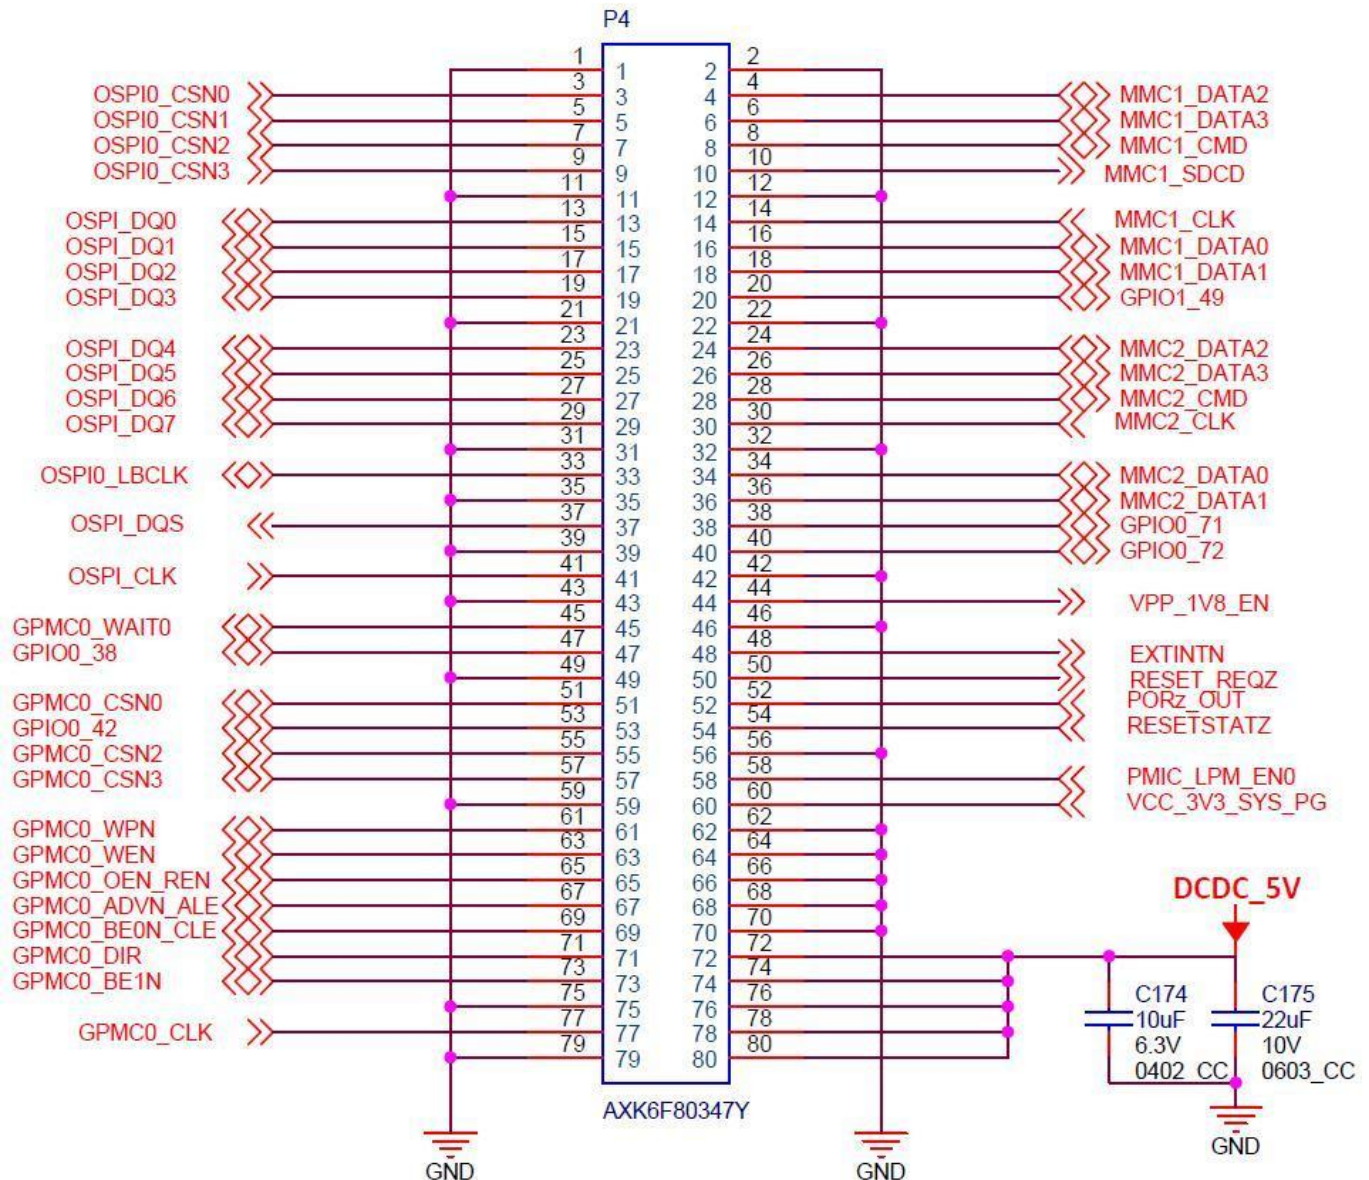 P4
1 1 2 2
OSPI0_CSN0 3 3 4 4 MMC1_DATA2
OSPI0_CSN1 5 5 6 6 MMC1_DATA3
OSPI0_CSN2 7 7 8 8 MMC1_CMD
OSPI0_CSN3 9 9 10 10 MMC1_SDCD
11 11 12 12
OSPI_DQ0 13 13 14 14 MMC1_CLK
OSPI_DQ1 15 15 16 16 MMC1_DATA0
OSPI_DQ2 17 17 18 18 MMC1_DATA1
OSPI_DQ3 19 19 20 20 GPIO1_49
21 21 22 22
OSPI_DQ4 23 23 24 24 MMC2_DATA2
OSPI_DQ5 25 25 26 26 MMC2_DATA3
OSPI_DQ6 27 27 28 28 MMC2_CMD
OSPI_DQ7 29 29 30 30 MMC2_CLK
31 31 32 32
OSPI0_LBCLK 33 33 34 34 MMC2_DATA0
35 35 36 36 MMC2_DATA1
OSPI_DQS 37 37 38 38 GPIO0_71
39 39 40 40 GPIO0_72
OSPI_CLK 41 41 42 42
43 43 44 44 VPP_1V8_EN
GPMC0_WAIT0 45 45 46 46
GPIO0_38 47 47 48 48 EXTINTN
49 49 50 50 RESET_REQZ
GPMC0_CSN0 51 51 52 52 PORz_OUT
GPIO0_42 53 53 54 54 RESETSTATZ
GPMC0_CSN2 55 55 56 56
GPMC0_CSN3 57 57 58 58 PMIC_LPM_EN0
59 59 60 60 VCC_3V3_SYS_PG
GPMC0_WPN 61 61 62 62
GPMC0_WEN 63 63 64 64
GPMC0_OEN_REN 65 65 66 66
GPMC0_ADVN_ALE 67 67 68 68
GPMC0_BE0N_CLE 69 69 70 70
GPMC0_DIR 71 71 72 72
GPMC0_BE1N 73 73 74 74
75 75 76 76
GPMC0_CLK 77 77 78 78
79 79 80 80
AXK6F80347Y
GND
GND
DCDC_5V
C174
10uF
6.3V
0402_CC
C175
22uF
10V
0603_CC
GND